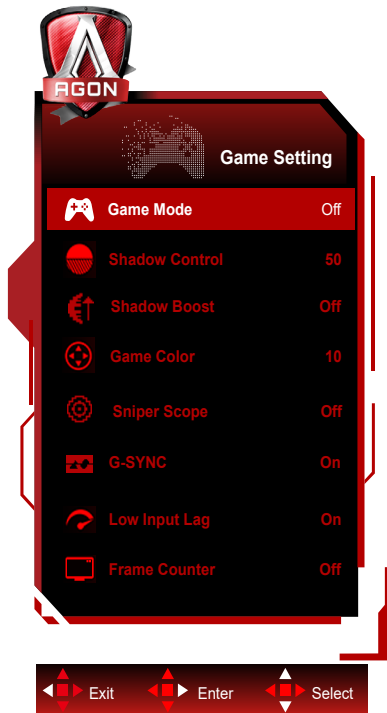 AGON
Game Setting
Game Mode Off
Shadow Control 50
Shadow Boost Off
Game Color 10
Sniper Scope Off
G-SYNC On
Low Input Lag On
Frame Counter Off
Exit Enter Select